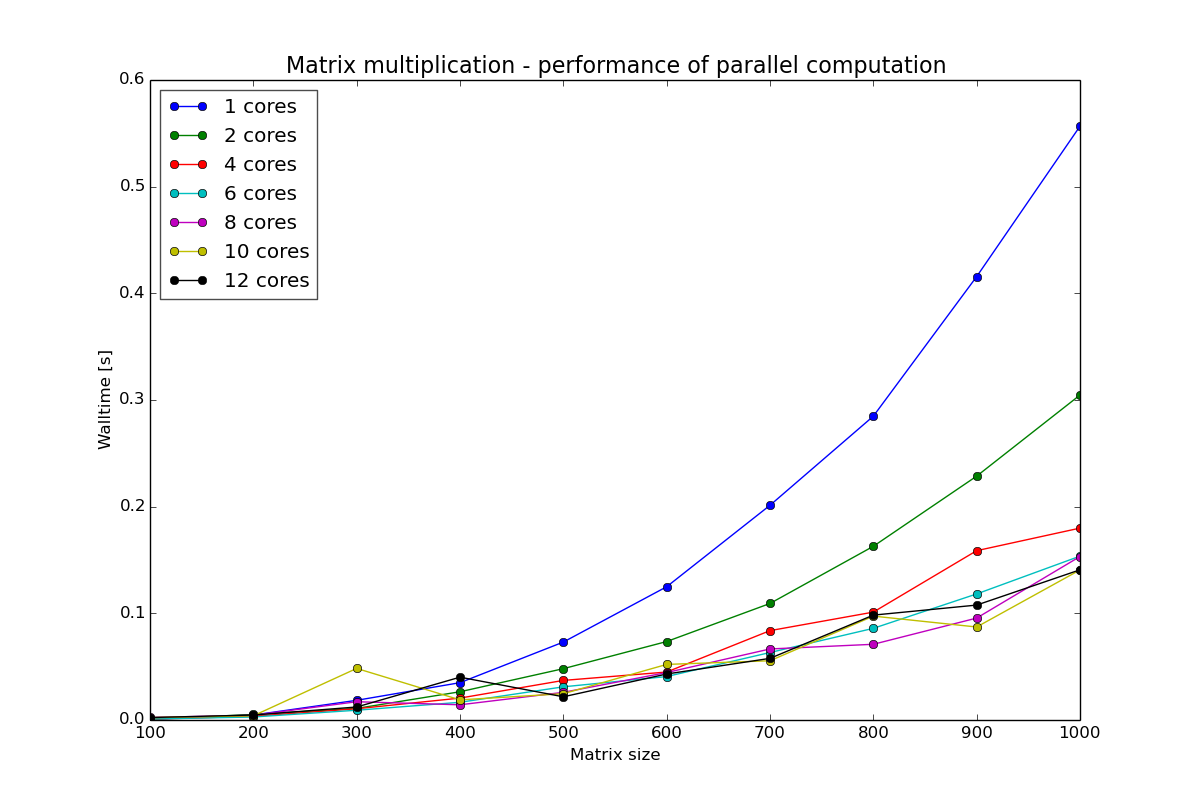 Matrix multiplication - performance of parallel computation
0.6
0.5
0.4
0.3
0.2
0.1
0.0
Walltime [s]
1 cores
2 cores
4 cores
6 cores
8 cores
10 cores
12 cores
100 200 300 400 500 600 700 800 900 1000
Matrix size